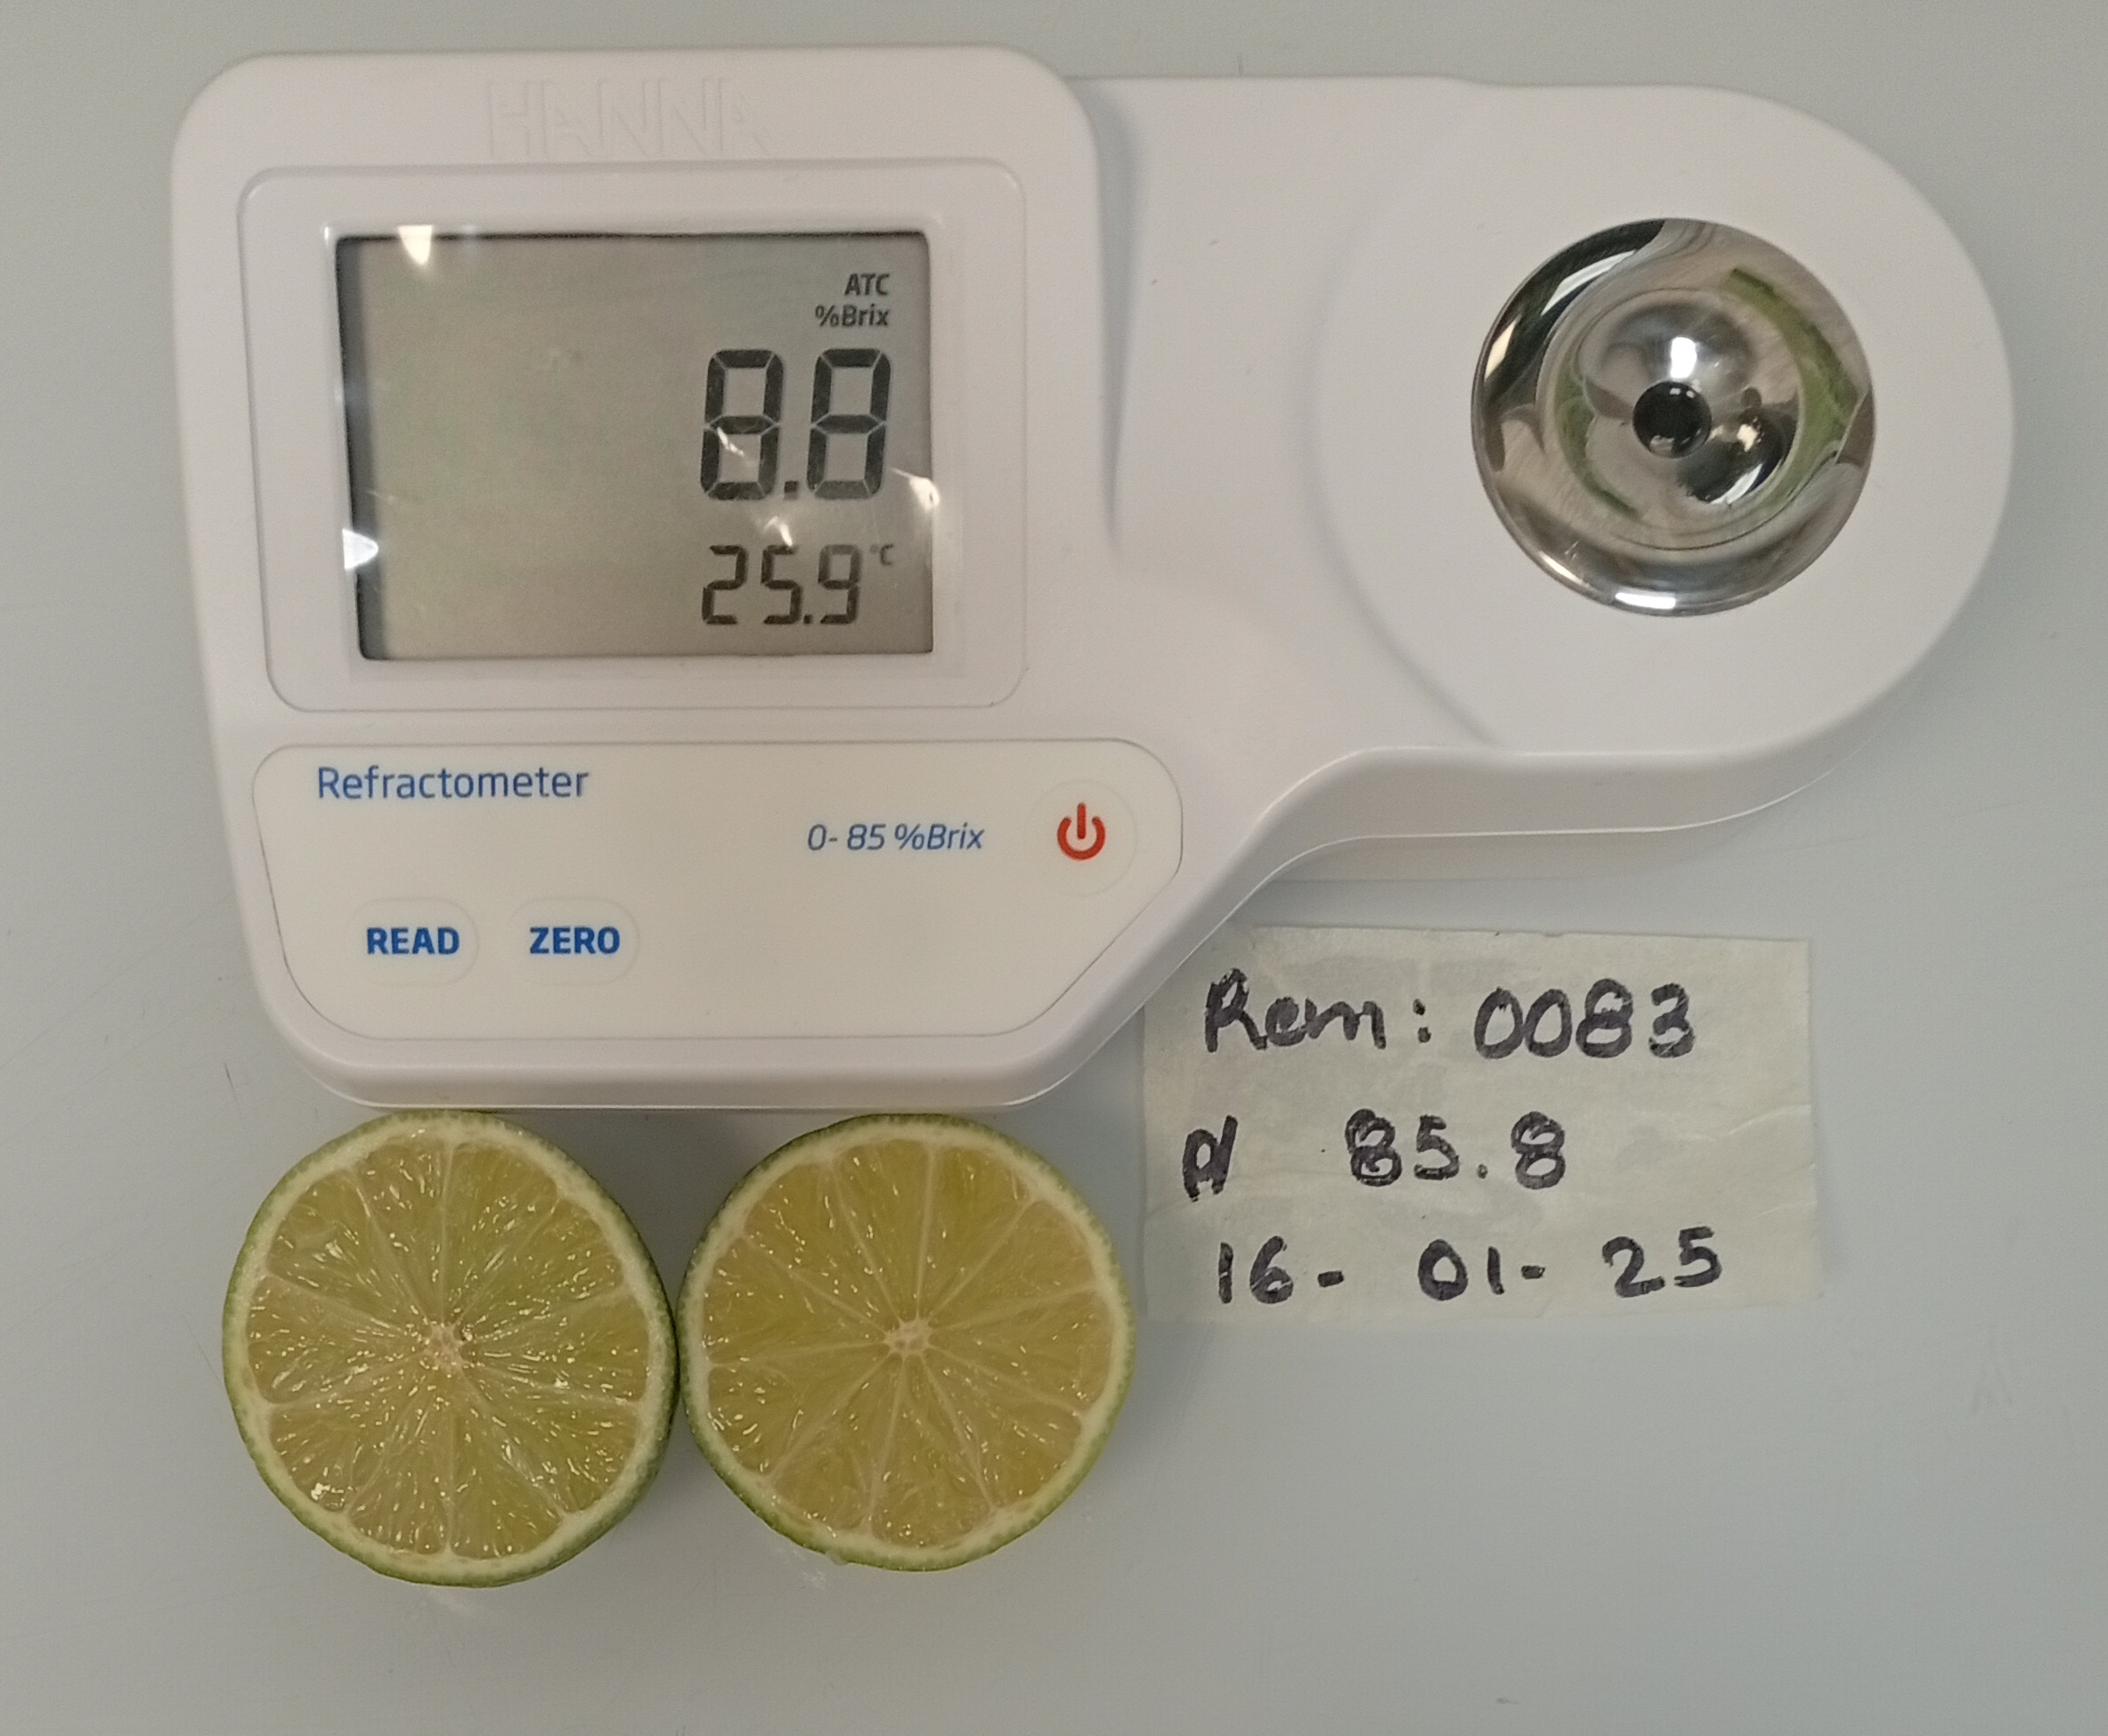 HANNA
ATC
%Brix
8.8
25.9 °C
Refractometer
0- 85 %Brix
READ ZERO
Rem: 0083
85.8
16- 01- 25